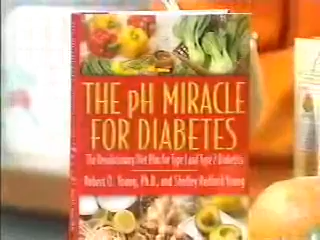 THE pH MIRACLE
FOR DIABETES
The Revolutionary Diet Plan for Type 1 and Type 2 Diabetics
Robert O. Young, Ph.D., and Shelley Redford Young